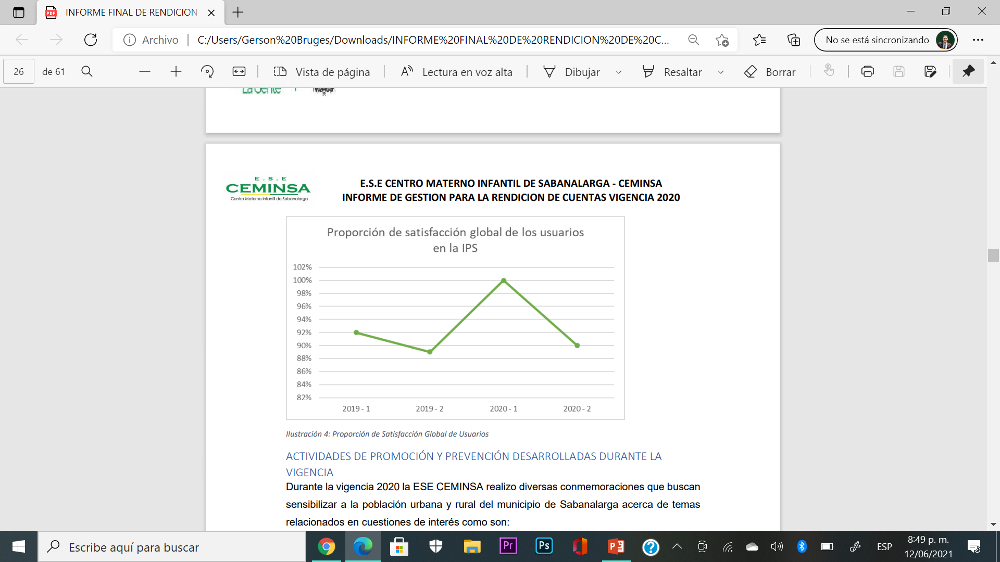 INFORME FINAL DE RENDICION
Archivo
C:/Users/Gerson%20Bruges/Downloads/INFORME%20FINAL%20DE%20RENDICION%20DE%20C...
No se está sincronizando
26
de 61
Vista de página
Lectura en voz alta
Dibujar
Resaltar
Borrar
La Gente
E.S.E
CEMINSA
Centro Materno Infantil de Sabanalarga
E.S.E CENTRO MATERNO INFANTIL DE SABANALARGA - CEMINSA
INFORME DE GESTION PARA LA RENDICION DE CUENTAS VIGENCIA 2020
Proporción de satisfacción global de los usuarios
en la IPS
102%
100%
98%
96%
94%
92%
90%
88%
86%
84%
82%
2019 - 1
2019 - 2
2020 - 1
2020 - 2
Ilustración 4: Proporción de Satisfacción Global de Usuarios
ACTIVIDADES DE PROMOCIÓN Y PREVENCIÓN DESARROLLADAS DURANTE LA
VIGENCIA
Durante la vigencia 2020 la ESE CEMINSA realizo diversas conmemoraciones que buscan
sensibilizar a la población urbana y rural del municipio de Sabanalarga acerca de temas
relacionados en cuestiones de interés como son:
Escribe aquí para buscar
Pr
Ps
ESP
8:49 p. m.
12/06/2021